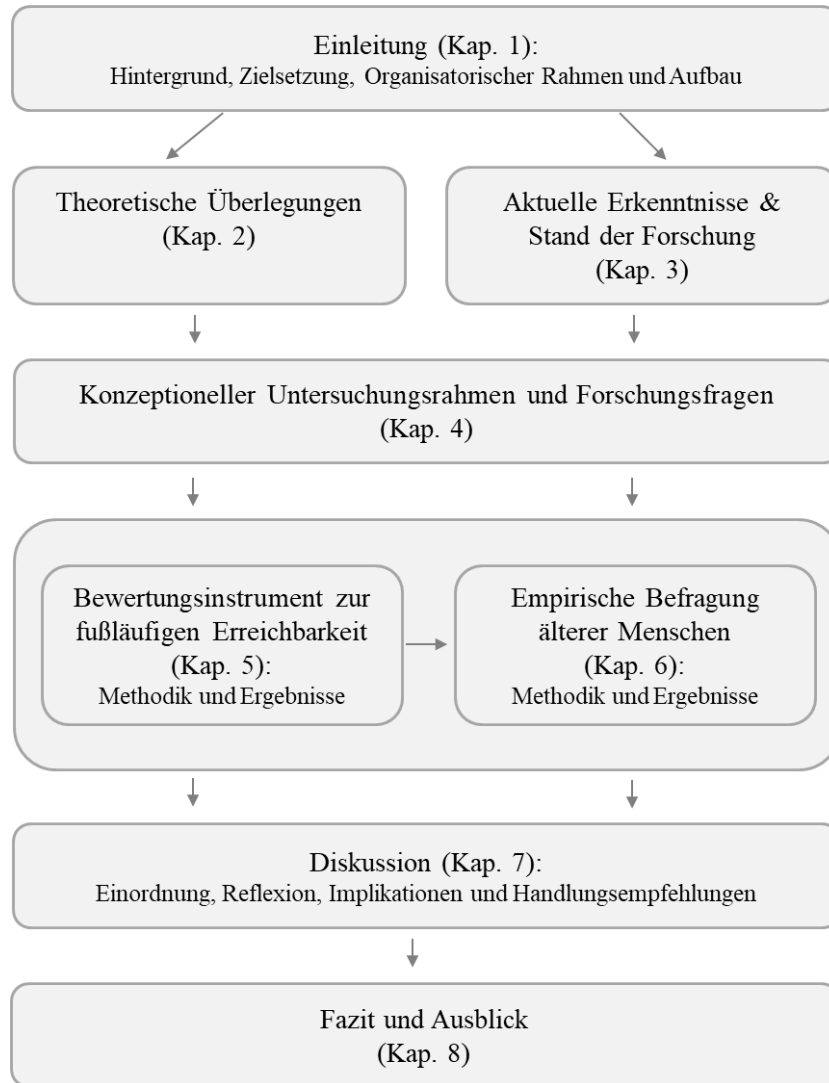 Einleitung (Kap. 1):
Hintergrund, Zielsetzung, Organisatorischer Rahmen und Aufbau
Theoretische Überlegungen
(Kap. 2)
Aktuelle Erkenntnisse &
Stand der Forschung
(Kap. 3)
Konzeptioneller Untersuchungsrahmen und Forschungsfragen
(Kap. 4)
Bewertungsinstrument zur
fußläufigen Erreichbarkeit
(Kap. 5):
Methodik und Ergebnisse
Empirische Befragung
älterer Menschen
(Kap. 6):
Methodik und Ergebnisse
Diskussion (Kap. 7):
Einordnung, Reflexion, Implikationen und Handlungsempfehlungen
Fazit und Ausblick
(Kap. 8)